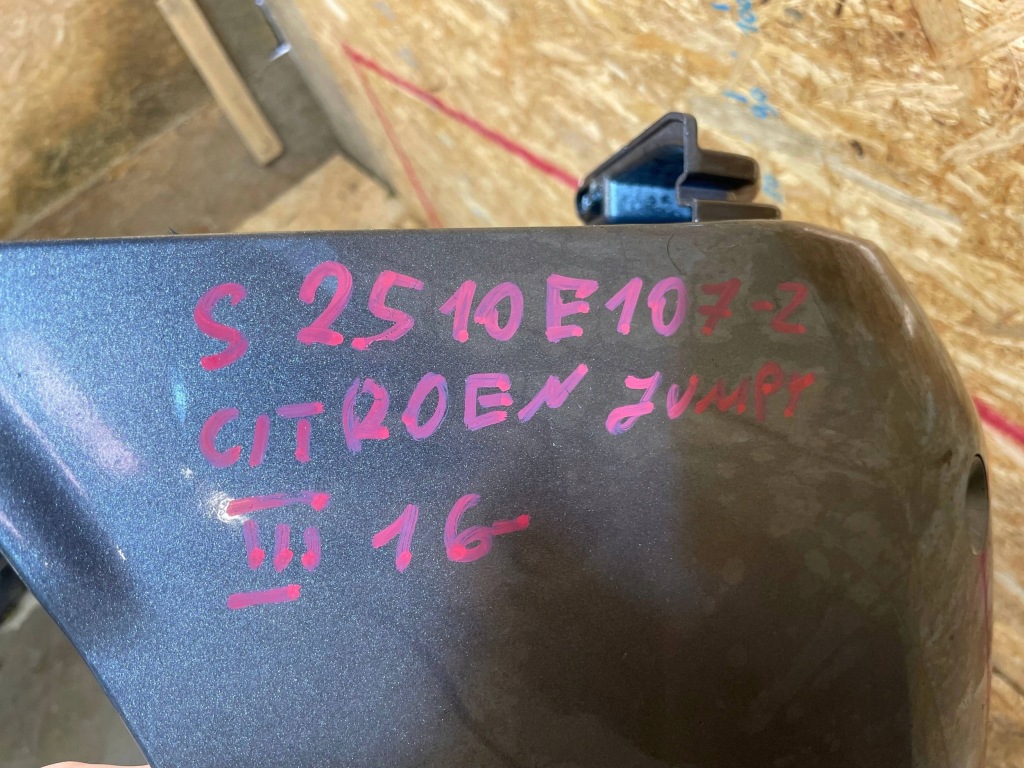 S 2510E107-2
CITROEN JUMPY
III 16-